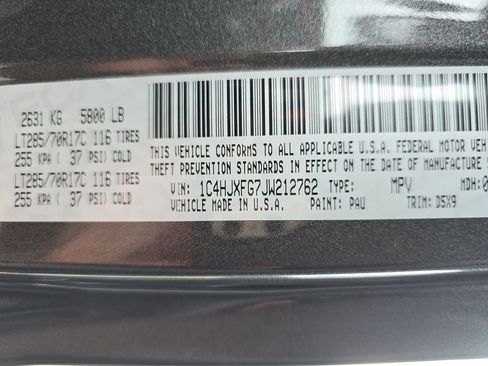 2631 KG 5800 LB
LT285/70R17C 116 TIRES
255 KPA ( 37 PSI) COLD
LT285/70R17C 116 TIRES
255 KPA ( 37 PSI) COLD
THIS VEHICLE CONFORMS TO ALL APPLICABLE U.S.A. FEDERAL MOTOR
THEFT PREVENTION STANDARDS IN EFFECT ON THE DATE OF
VIN: 1C4HJXFG7JW212762 TYPE: MPV MDH:
VEHICLE MADE IN U.S.A. PAINT: PAU TRIM: D5X9